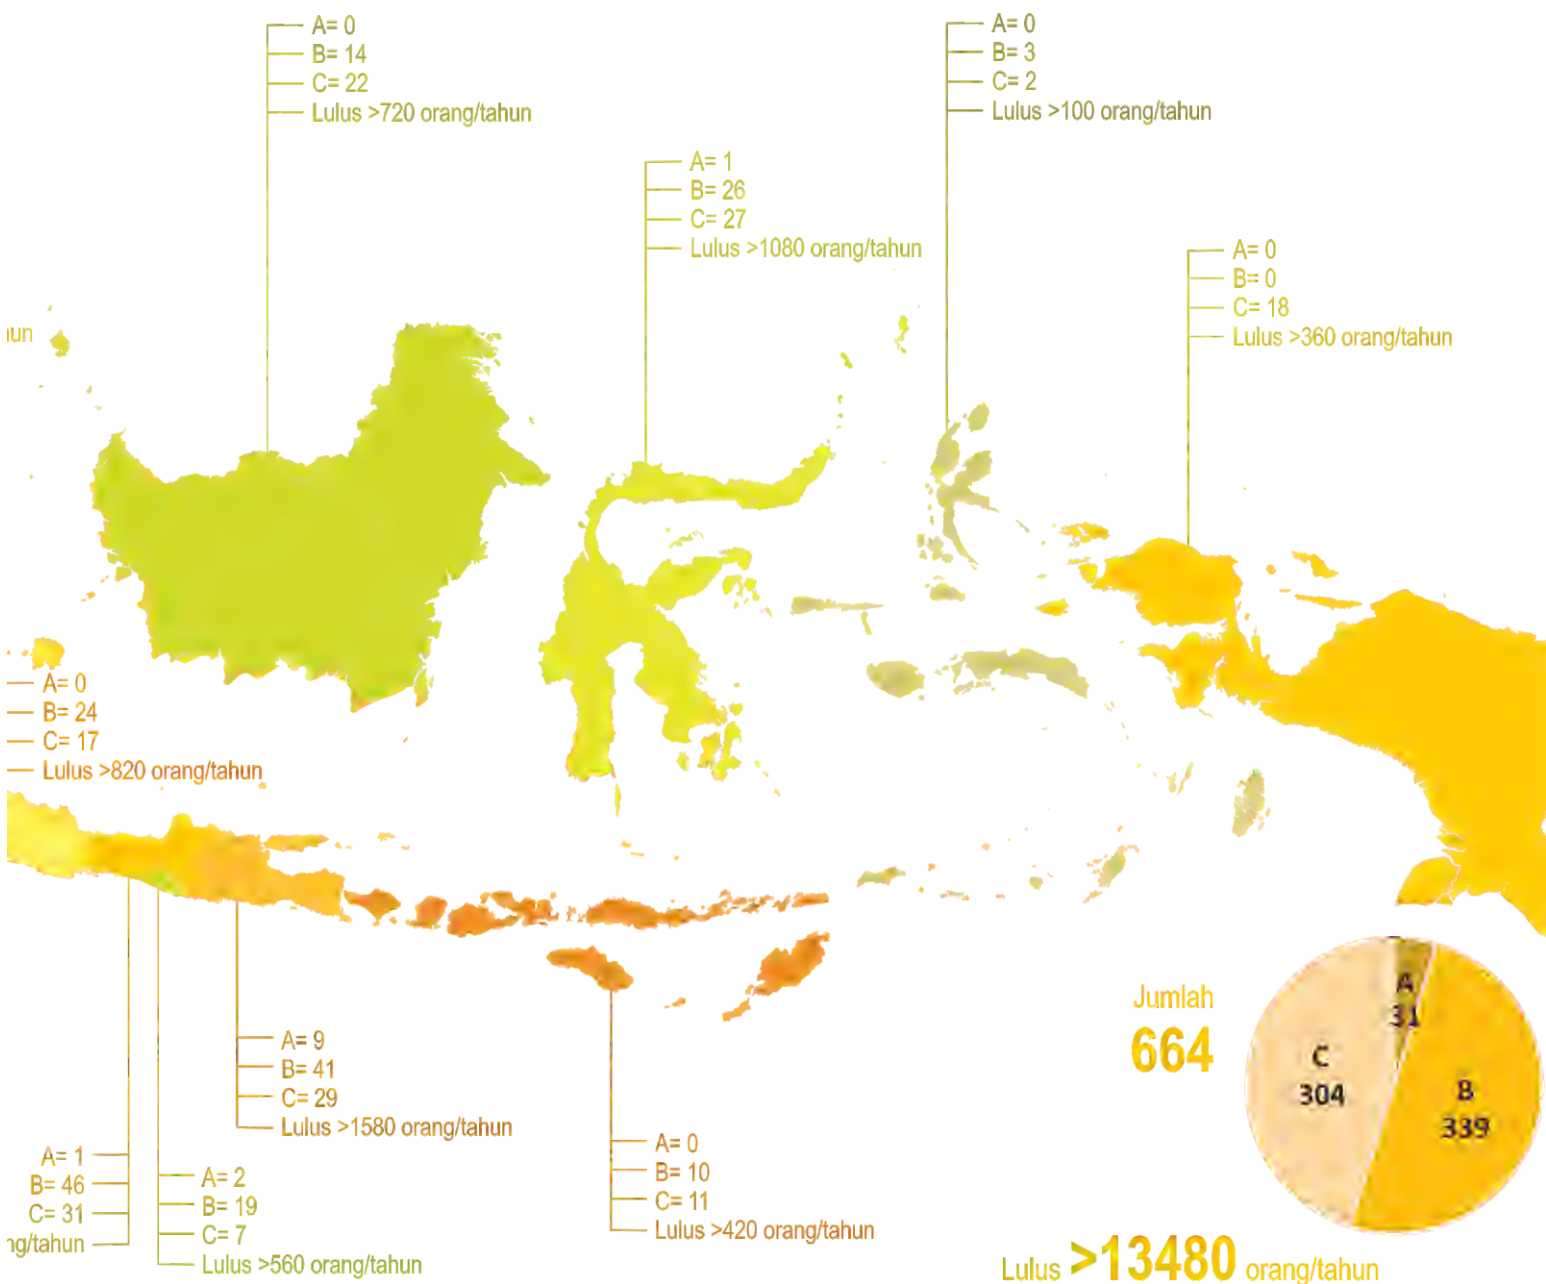 A= 0
B= 14
C= 22
Lulus >720 orang/tahun
A= 0
B= 3
C= 2
Lulus >100 orang/tahun
A= 1
B= 26
C= 27
Lulus >1080 orang/tahun
A= 0
B= 0
C= 18
Lulus >360 orang/tahun
A= 0
B= 24
C= 17
Lulus >820 orang/tahun
A= 9
B= 41
C= 29
Lulus >1580 orang/tahun
A= 1
B= 46
C= 31
ng/tahun
A= 2
B= 19
C= 7
Lulus >560 orang/tahun
A= 0
B= 10
C= 11
Lulus >420 orang/tahun
Jumlah
664
A
31
C
304
B
339
Lulus >13480 orang/tahun